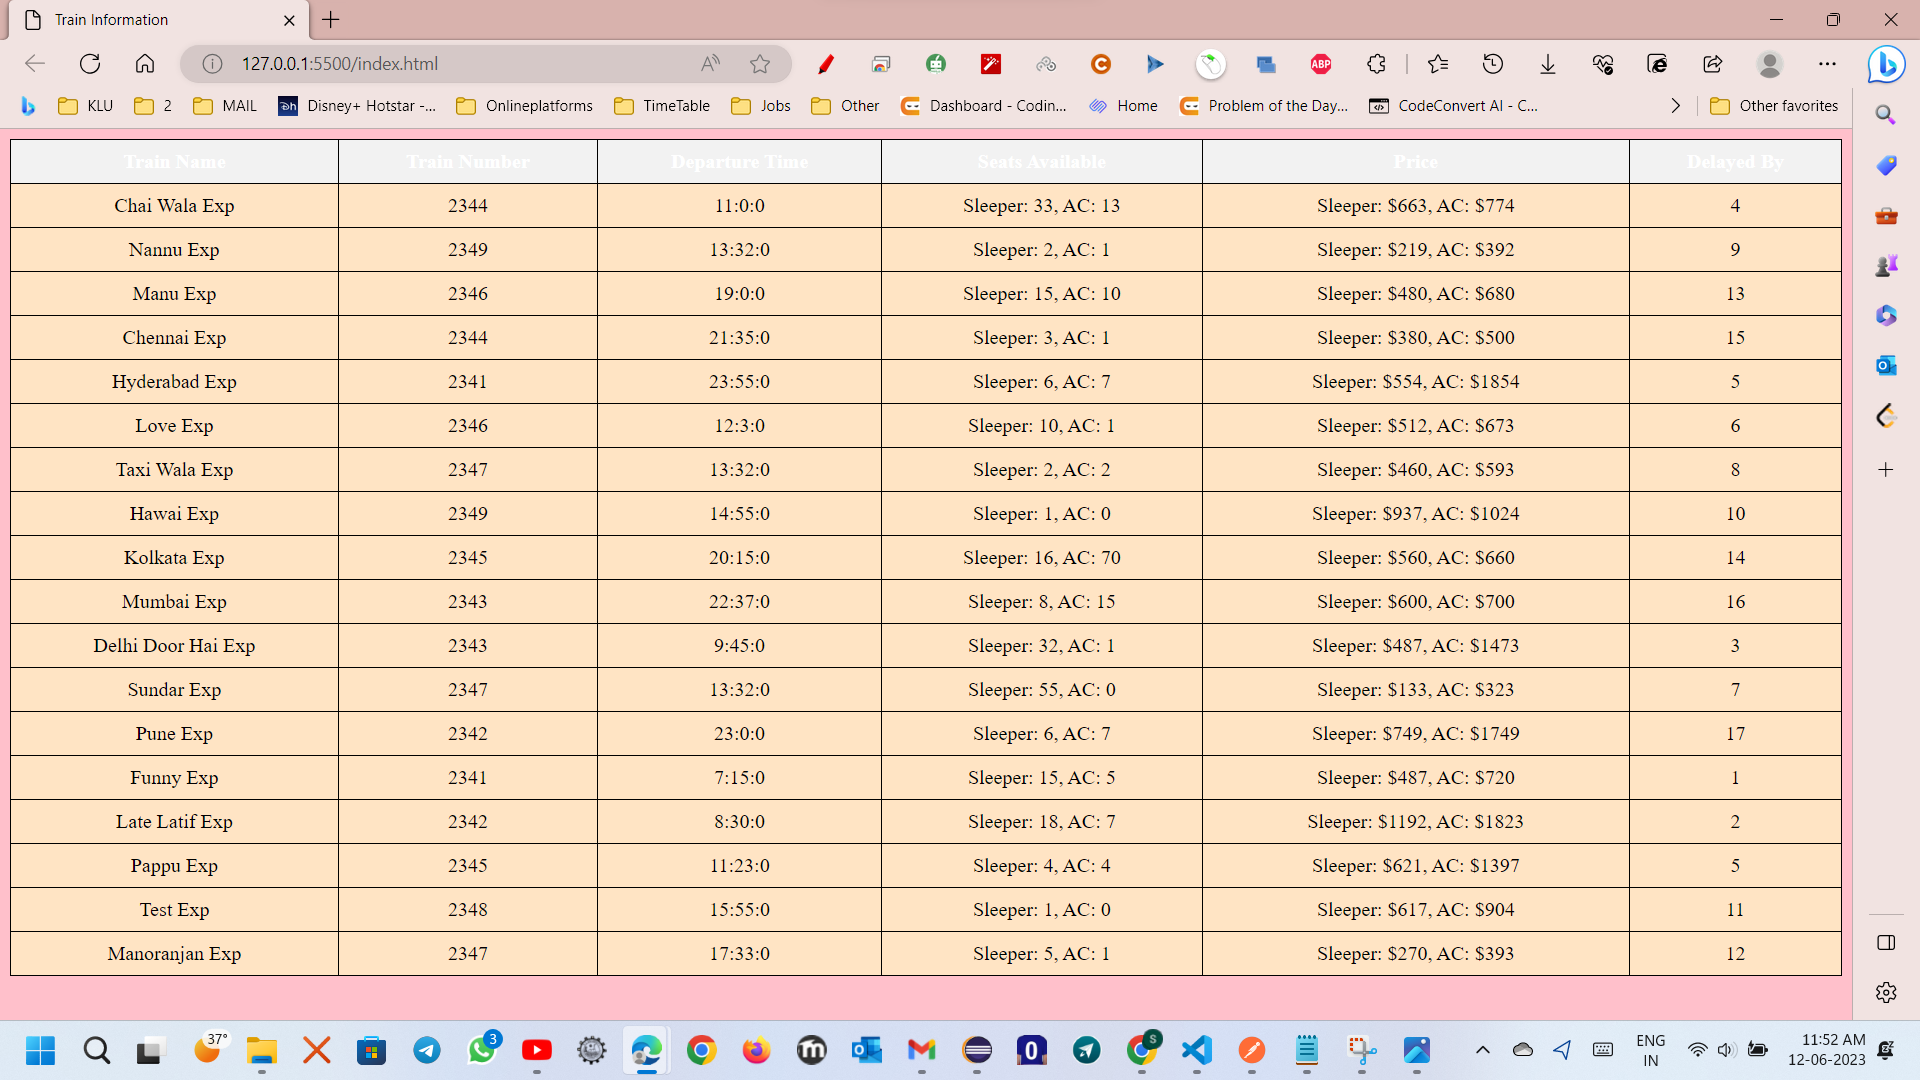 Train Information
127.0.0.1:5500/index.html
KLU 2 MAIL Disney+ Hotstar -... Onlineplatforms TimeTable Jobs Other Dashboard - Codin... Home Problem of the Day... CodeConvert AI - C... Other favorites
Train Name Train Number Departure Time Seats Available Price Delayed By
Chai Wala Exp 2344 11:0:0 Sleeper: 33, AC: 13 Sleeper: $663, AC: $774 4
Nannu Exp 2349 13:32:0 Sleeper: 2, AC: 1 Sleeper: $219, AC: $392 9
Manu Exp 2346 19:0:0 Sleeper: 15, AC: 10 Sleeper: $480, AC: $680 13
Chennai Exp 2344 21:35:0 Sleeper: 3, AC: 1 Sleeper: $380, AC: $500 15
Hyderabad Exp 2341 23:55:0 Sleeper: 6, AC: 7 Sleeper: $554, AC: $1854 5
Love Exp 2346 12:3:0 Sleeper: 10, AC: 1 Sleeper: $512, AC: $673 6
Taxi Wala Exp 2347 13:32:0 Sleeper: 2, AC: 2 Sleeper: $460, AC: $593 8
Hawai Exp 2349 14:55:0 Sleeper: 1, AC: 0 Sleeper: $937, AC: $1024 10
Kolkata Exp 2345 20:15:0 Sleeper: 16, AC: 70 Sleeper: $560, AC: $660 14
Mumbai Exp 2343 22:37:0 Sleeper: 8, AC: 15 Sleeper: $600, AC: $700 16
Delhi Door Hai Exp 2343 9:45:0 Sleeper: 32, AC: 1 Sleeper: $487, AC: $1473 3
Sundar Exp 2347 13:32:0 Sleeper: 55, AC: 0 Sleeper: $133, AC: $323 7
Pune Exp 2342 23:0:0 Sleeper: 6, AC: 7 Sleeper: $749, AC: $1749 17
Funny Exp 2341 7:15:0 Sleeper: 15, AC: 5 Sleeper: $487, AC: $720 1
Late Latif Exp 2342 8:30:0 Sleeper: 18, AC: 7 Sleeper: $1192, AC: $1823 2
Pappu Exp 2345 11:23:0 Sleeper: 4, AC: 4 Sleeper: $621, AC: $1397 5
Test Exp 2348 15:55:0 Sleeper: 1, AC: 0 Sleeper: $617, AC: $904 11
Manoranjan Exp 2347 17:33:0 Sleeper: 5, AC: 1 Sleeper: $270, AC: $393 12
37° 3 S ENG 11:52 AM
IN 12-06-2023